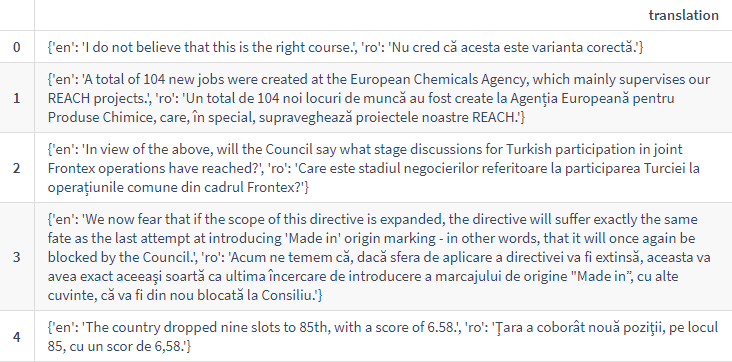 translation
0 {'en': 'I do not believe that this is the right course.', 'ro': 'Nu cred că acesta este varianta corectă.'}
{'en': 'A total of 104 new jobs were created at the European Chemicals Agency, which mainly supervises our
1 REACH projects.', 'ro': 'Un total de 104 noi locuri de muncă au fost create la Agenția Europeană pentru
Produse Chimice, care, în special, supraveghează proiectele noastre REACH.'}
{'en': 'In view of the above, will the Council say what stage discussions for Turkish participation in joint
2 Frontex operations have reached?', 'ro': 'Care este stadiul negocierilor referitoare la participarea Turciei la
operațiunile comune din cadrul Frontex?'}
{'en': 'We now fear that if the scope of this directive is expanded, the directive will suffer exactly the same
fate as the last attempt at introducing 'Made in' origin marking - in other words, that it will once again be
3 blocked by the Council.', 'ro': 'Acum ne temem că, dacă sfera de aplicare a directivei va fi extinsă, aceasta va
avea exact aceeaşi soartă ca ultima încercare de introducere a marcajului de origine "Made in”, cu alte
cuvinte, că va fi din nou blocată la Consiliu.'}
4 {'en': 'The country dropped nine slots to 85th, with a score of 6.58.', 'ro': 'Țara a coborât nouă poziții, pe locul
85, cu un scor de 6,58.'}